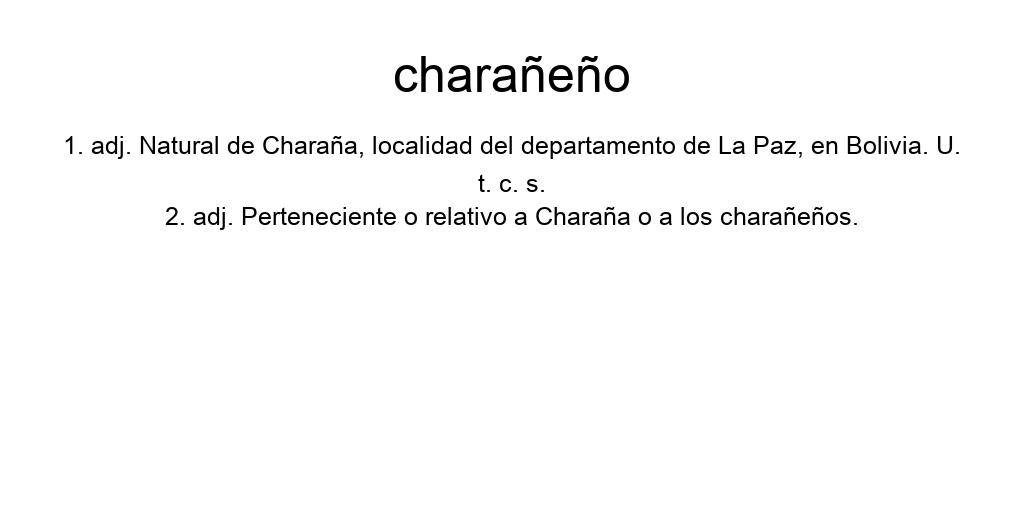 charañeño
1. adj. Natural de Charaña, localidad del departamento de La Paz, en Bolivia. U.
t. c. s.
2. adj. Perteneciente o relativo a Charaña o a los charañeños.